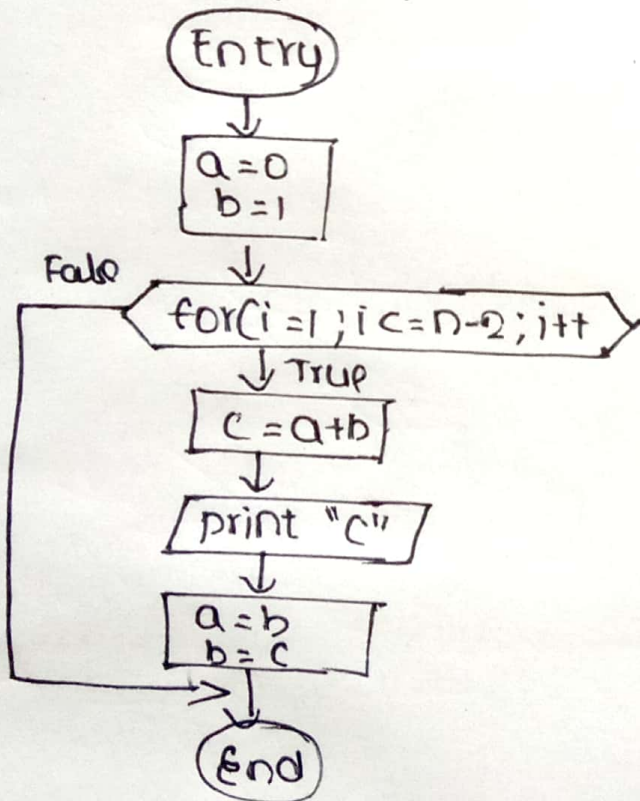 Entry
a=0
b=1
False
for(i=1; i<=n-2; i++
True
c=a+b
print "c"
a=b
b=c
End